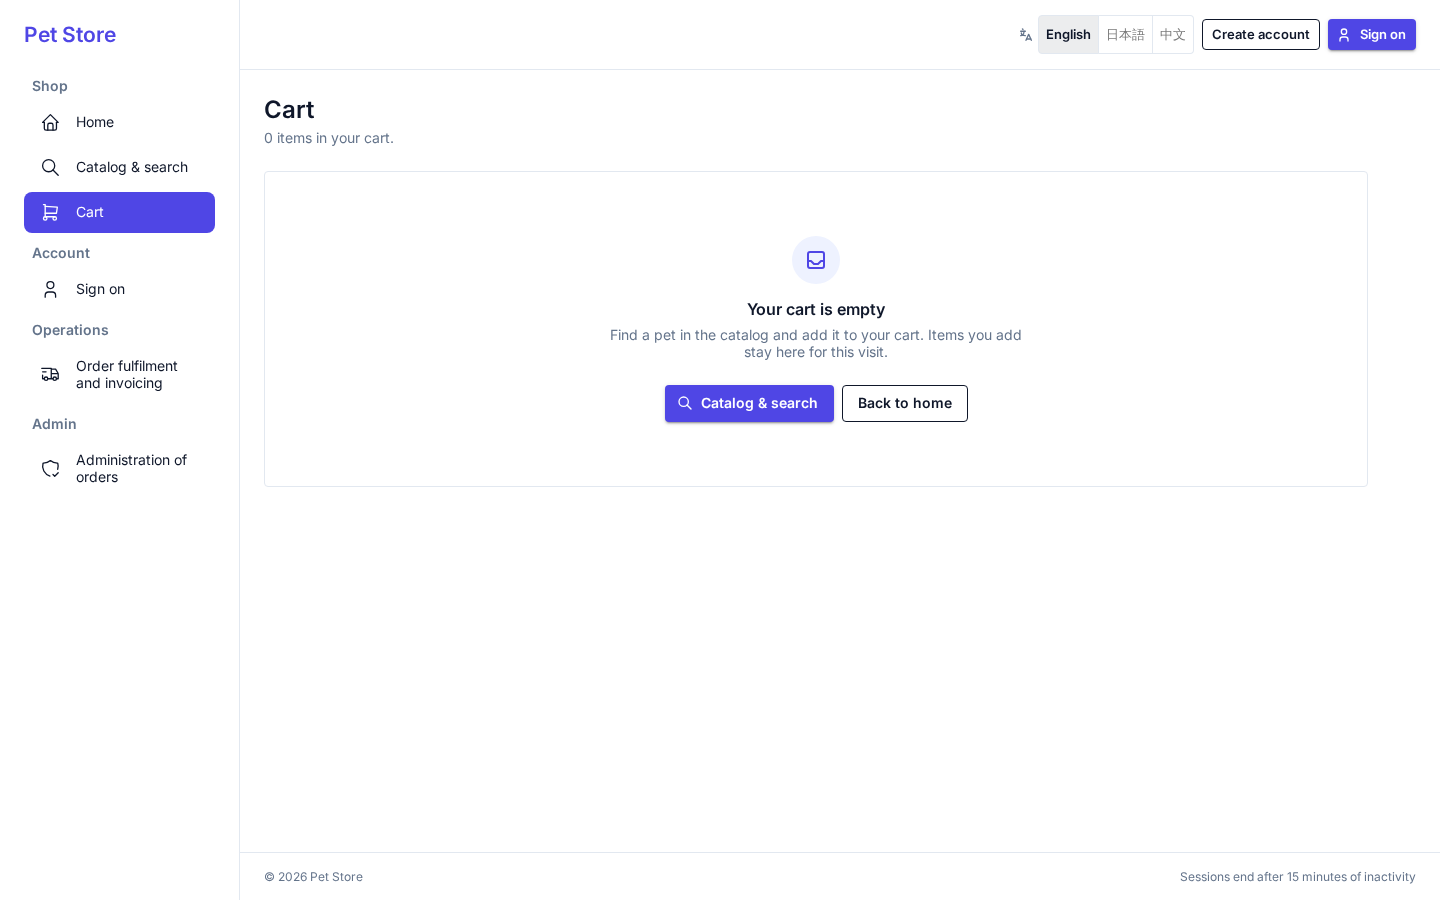 Pet Store
English
日本語
中文
Create account
Sign on
Shop
Home
Catalog & search
Cart
Account
Sign on
Operations
Order fulfilment
and invoicing
Admin
Administration of
orders
Cart
0 items in your cart.
Your cart is empty
Find a pet in the catalog and add it to your cart. Items you add
stay here for this visit.
Catalog & search
Back to home
© 2026 Pet Store
Sessions end after 15 minutes of inactivity